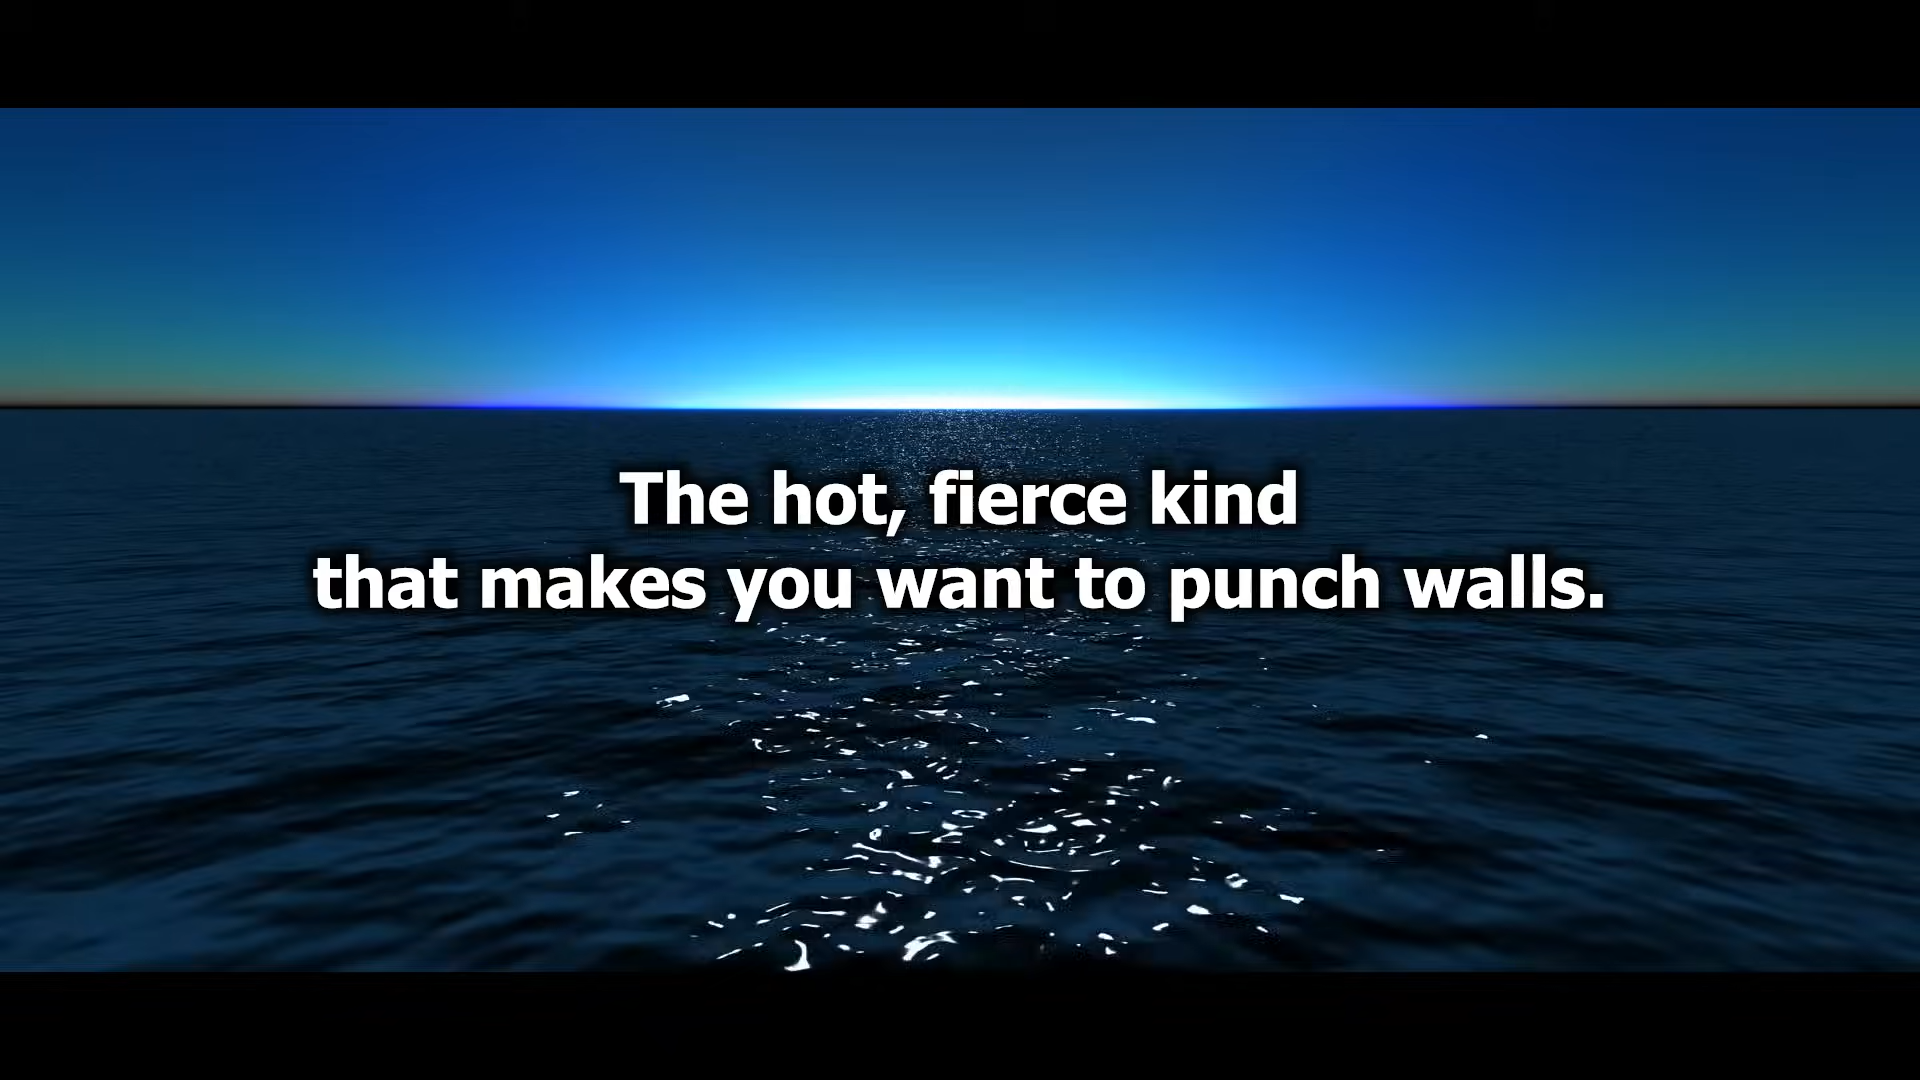 The hot, fierce kind
that makes you want to punch walls.